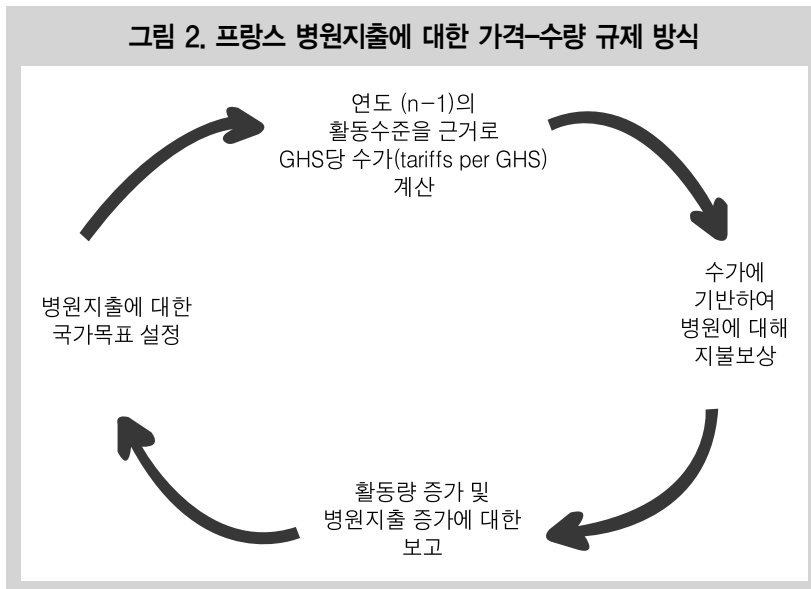 그림 2. 프랑스 병원지출에 대한 가격-수량 규제 방식
연도 (n-1)의
활동수준을 근거로
GHS당 수가(tariffs per GHS)
계산
수가에
기반하여
병원에 대해
지불보상
활동량 증가 및
병원지출 증가에 대한
보고
병원지출에 대한
국가목표 설정